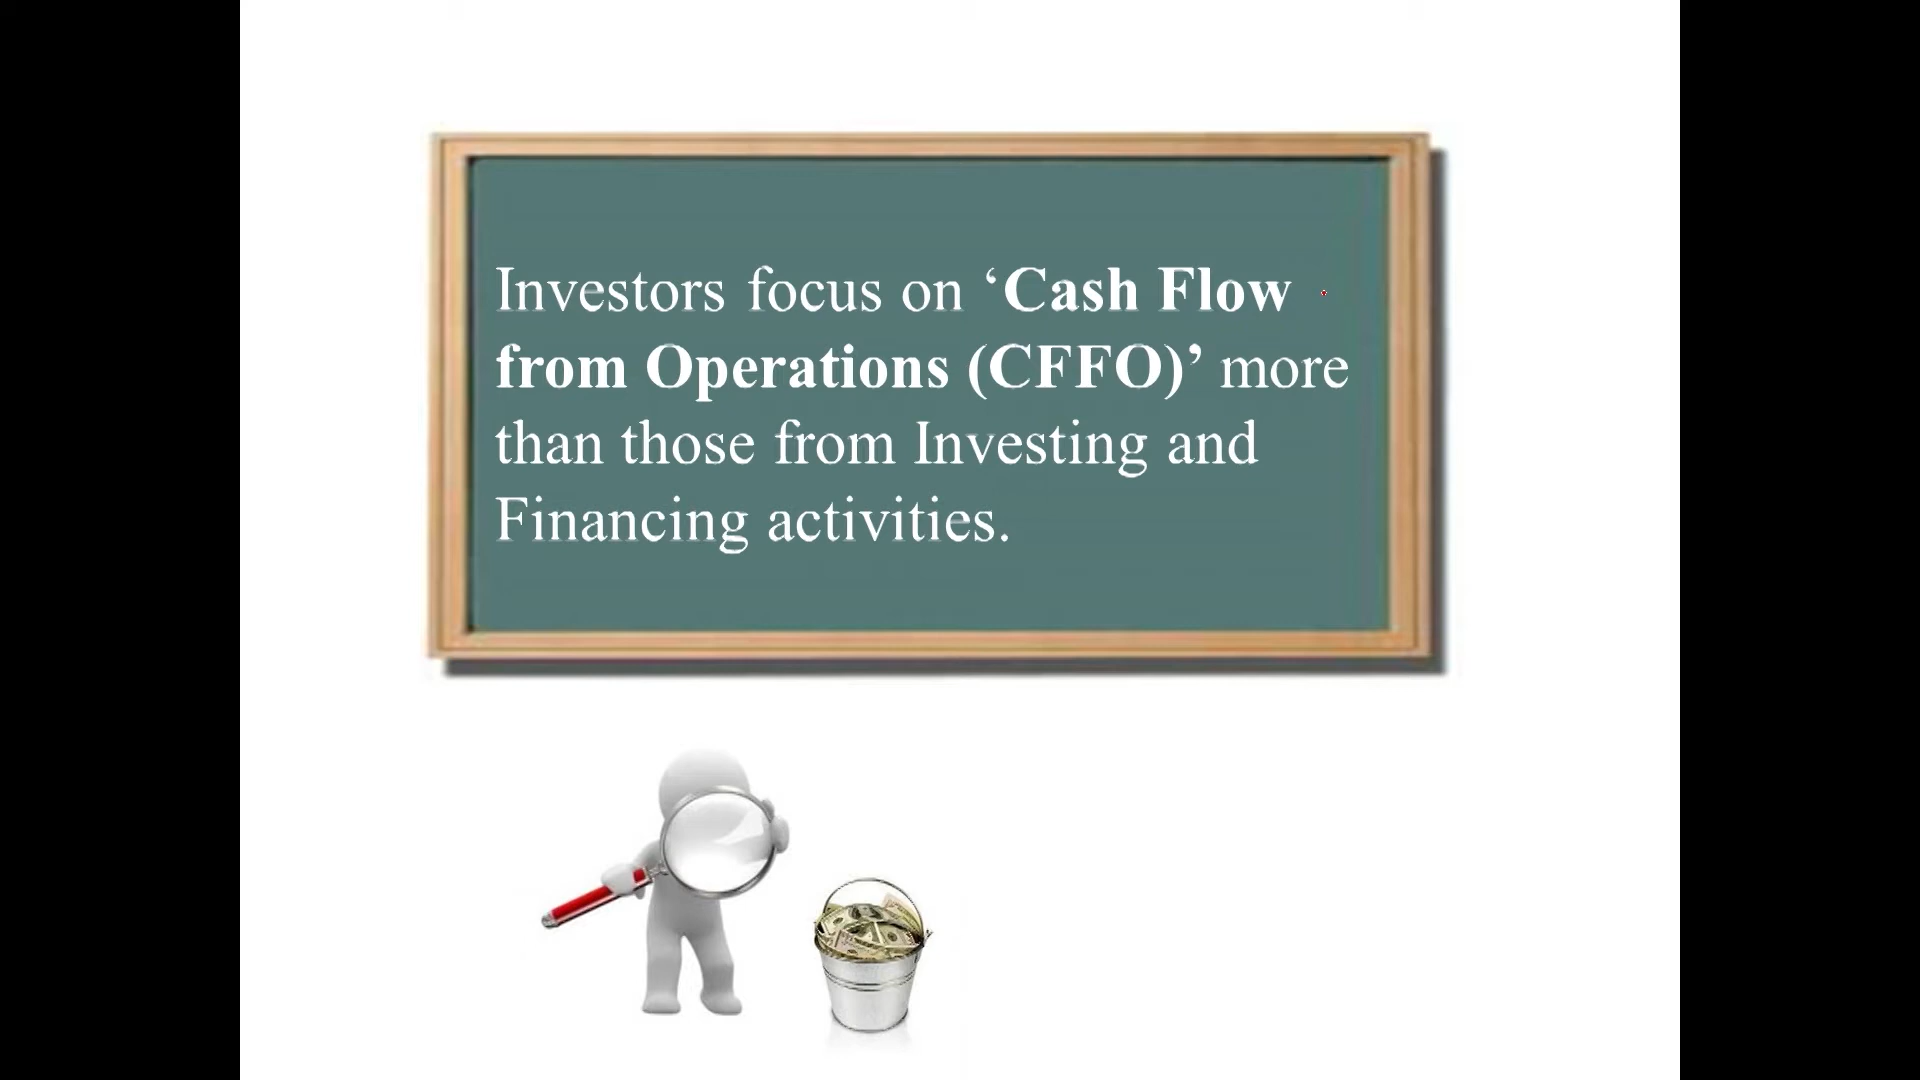 Investors focus on ‘Cash Flow
from Operations (CFFO)’ more
than those from Investing and
Financing activities.